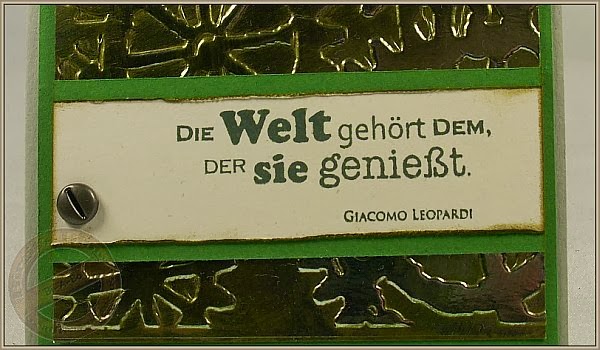 Die Welt gehört Dem,
der sie genießt.
Giacomo Leopardi